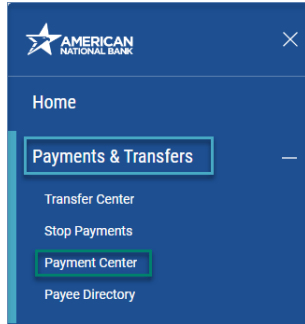 AMERICAN
NATIONAL BANK
Home
Payments & Transfers
Transfer Center
Stop Payments
Payment Center
Payee Directory